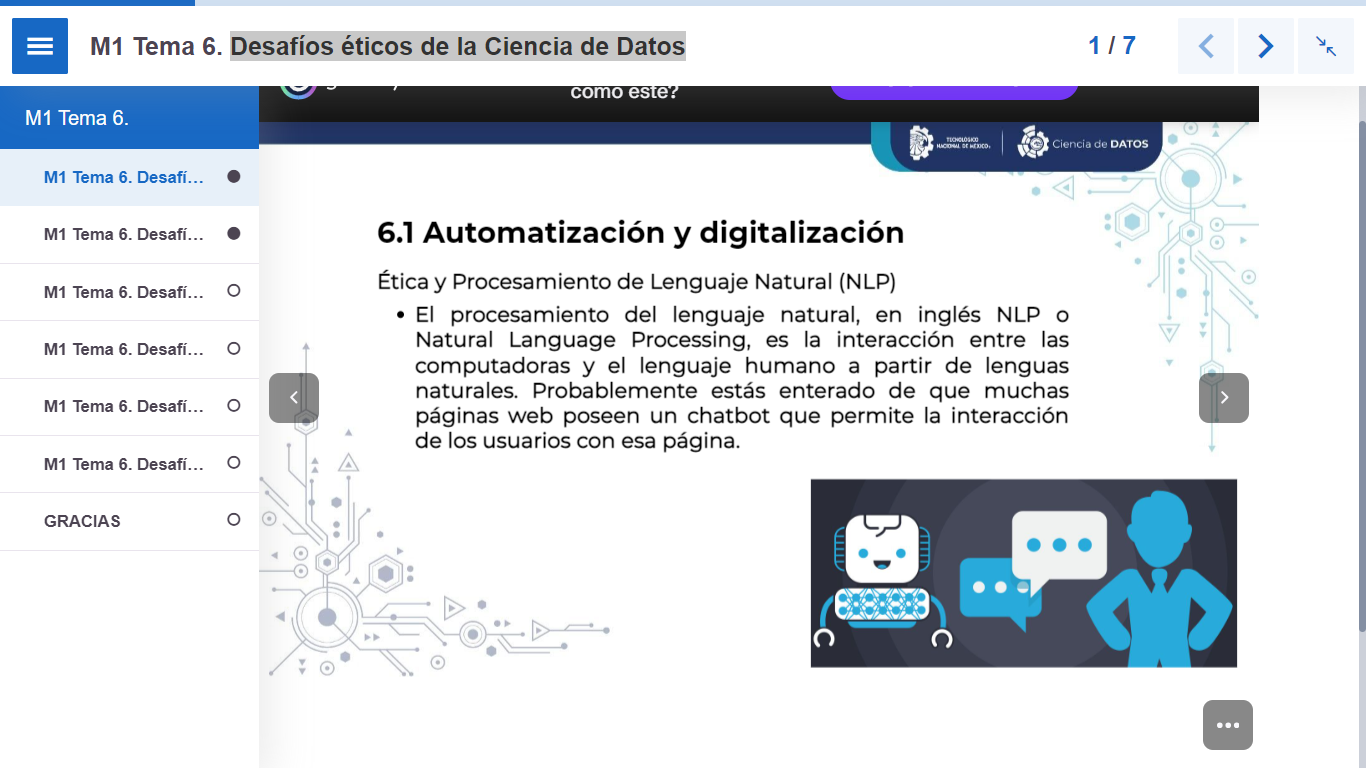 M1 Tema 6. Desafíos éticos de la Ciencia de Datos
1 / 7
M1 Tema 6.
M1 Tema 6. Desafí...
M1 Tema 6. Desafí...
M1 Tema 6. Desafí...
M1 Tema 6. Desafí...
M1 Tema 6. Desafí...
M1 Tema 6. Desafí...
GRACIAS
como este?
TECNOLÓGICO
NACIONAL DE MÉXICO
Ciencia de DATOS
6.1 Automatización y digitalización
Ética y Procesamiento de Lenguaje Natural (NLP)
• El procesamiento del lenguaje natural, en inglés NLP o
Natural Language Processing, es la interacción entre las
computadoras y el lenguaje humano a partir de lenguas
naturales. Probablemente estás enterado de que muchas
páginas web poseen un chatbot que permite la interacción
de los usuarios con esa página.